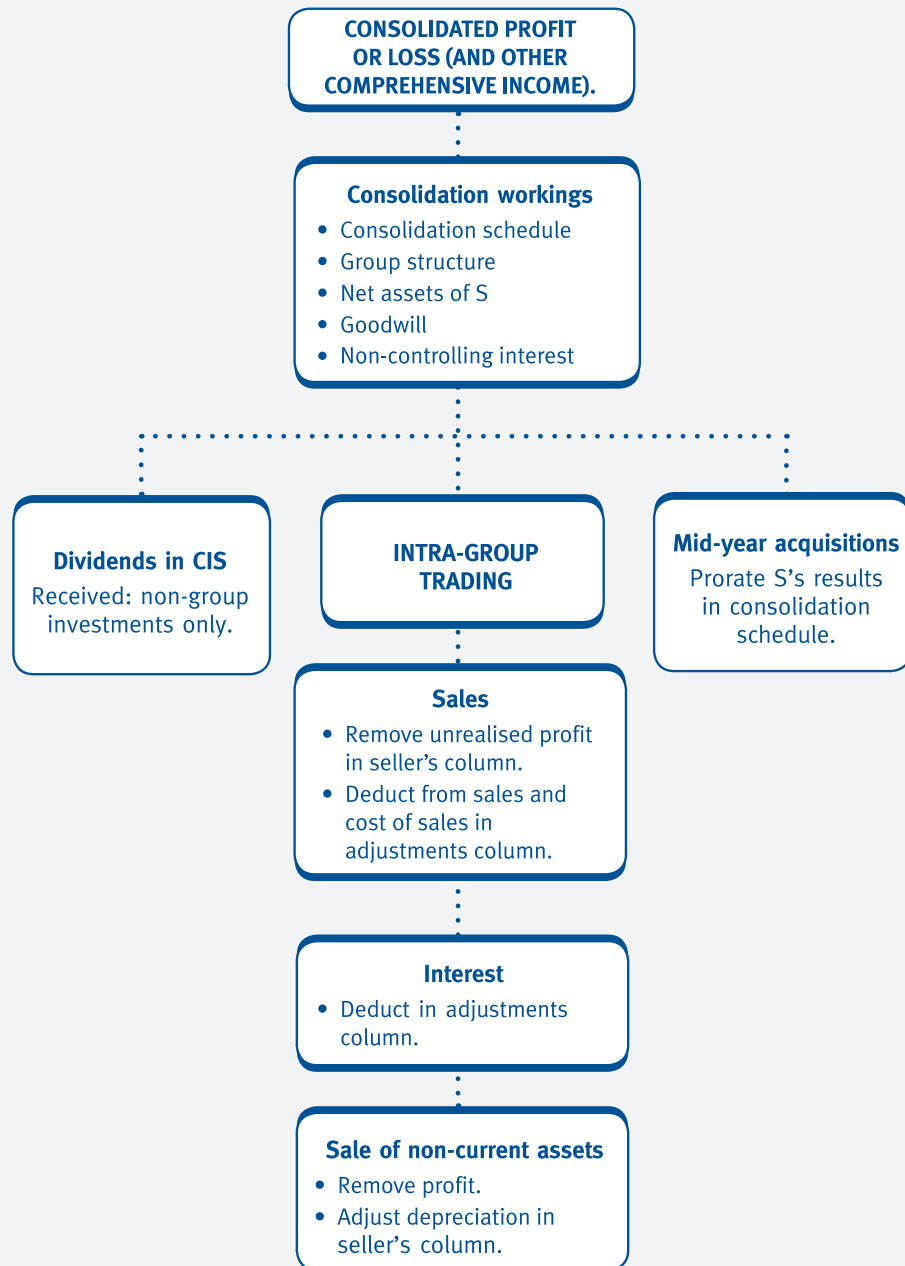 CONSOLIDATED PROFIT
OR LOSS (AND OTHER
COMPREHENSIVE INCOME).
Consolidation workings
• Consolidation schedule
• Group structure
• Net assets of S
• Goodwill
• Non-controlling interest
Dividends in CIS
Received: non-group
investments only.
INTRA-GROUP
TRADING
Mid-year acquisitions
Prorate S's results
in consolidation
schedule.
Sales
• Remove unrealised profit
in seller's column.
• Deduct from sales and
cost of sales in
adjustments column.
Interest
• Deduct in adjustments
column.
Sale of non-current assets
• Remove profit.
• Adjust depreciation in
seller's column.